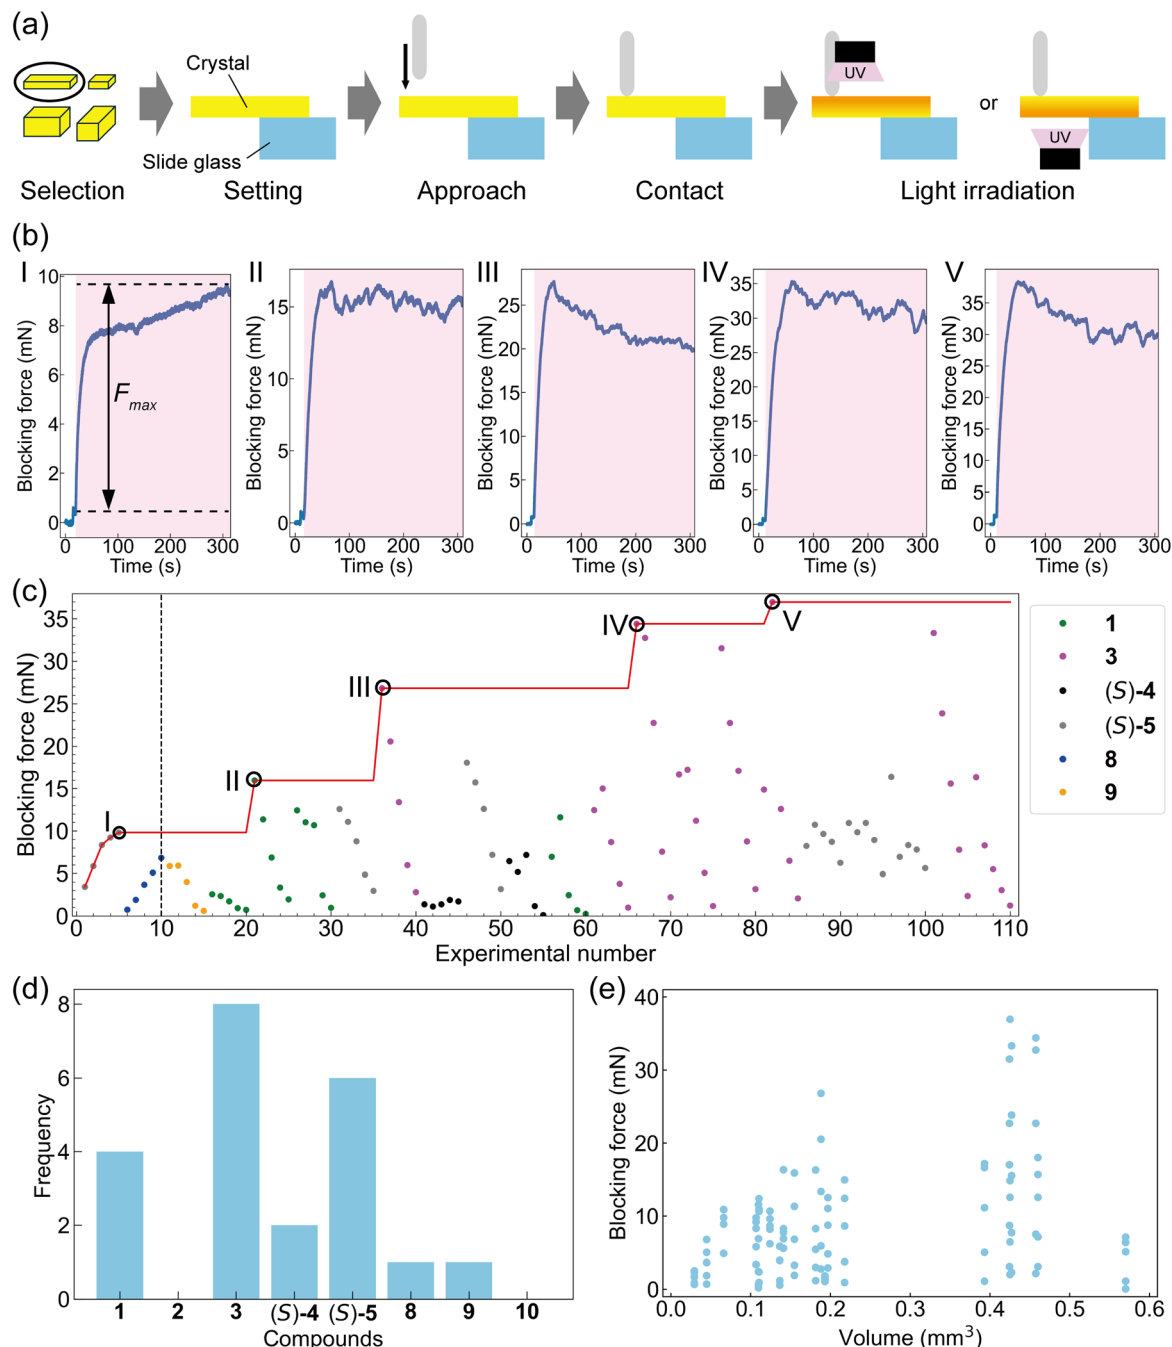 (a)
Crystal
UV
or
UV
Slide glass
Selection
Setting
Approach
Contact
Light irradiation
(b)
I
II
III
IV
V
Blocking force (mN)
10
8
6
4
2
0
F max
0 100 200 300
Time (s)
Blocking force (mN)
15
10
5
0
0 100 200 300
Time (s)
Blocking force (mN)
25
20
15
10
5
0
0 100 200 300
Time (s)
Blocking force (mN)
35
30
25
20
15
10
5
0
0 100 200 300
Time (s)
Blocking force (mN)
35
30
25
20
15
10
5
0
0 100 200 300
Time (s)
(c)
Blocking force (mN)
35
30
25
20
15
10
5
0
I
II
III
IV
V
0 10 20 30 40 50 60 70 80 90 100 110
Experimental number
1
3
(S)-4
(S)-5
8
9
(d)
Frequency
8
6
4
2
0
1 2 3 (S)-4 (S)-5 8 9 10
Compounds
(e)
Blocking force (mN)
40
30
20
10
0
0.0 0.1 0.2 0.3 0.4 0.5 0.6
Volume (mm³)